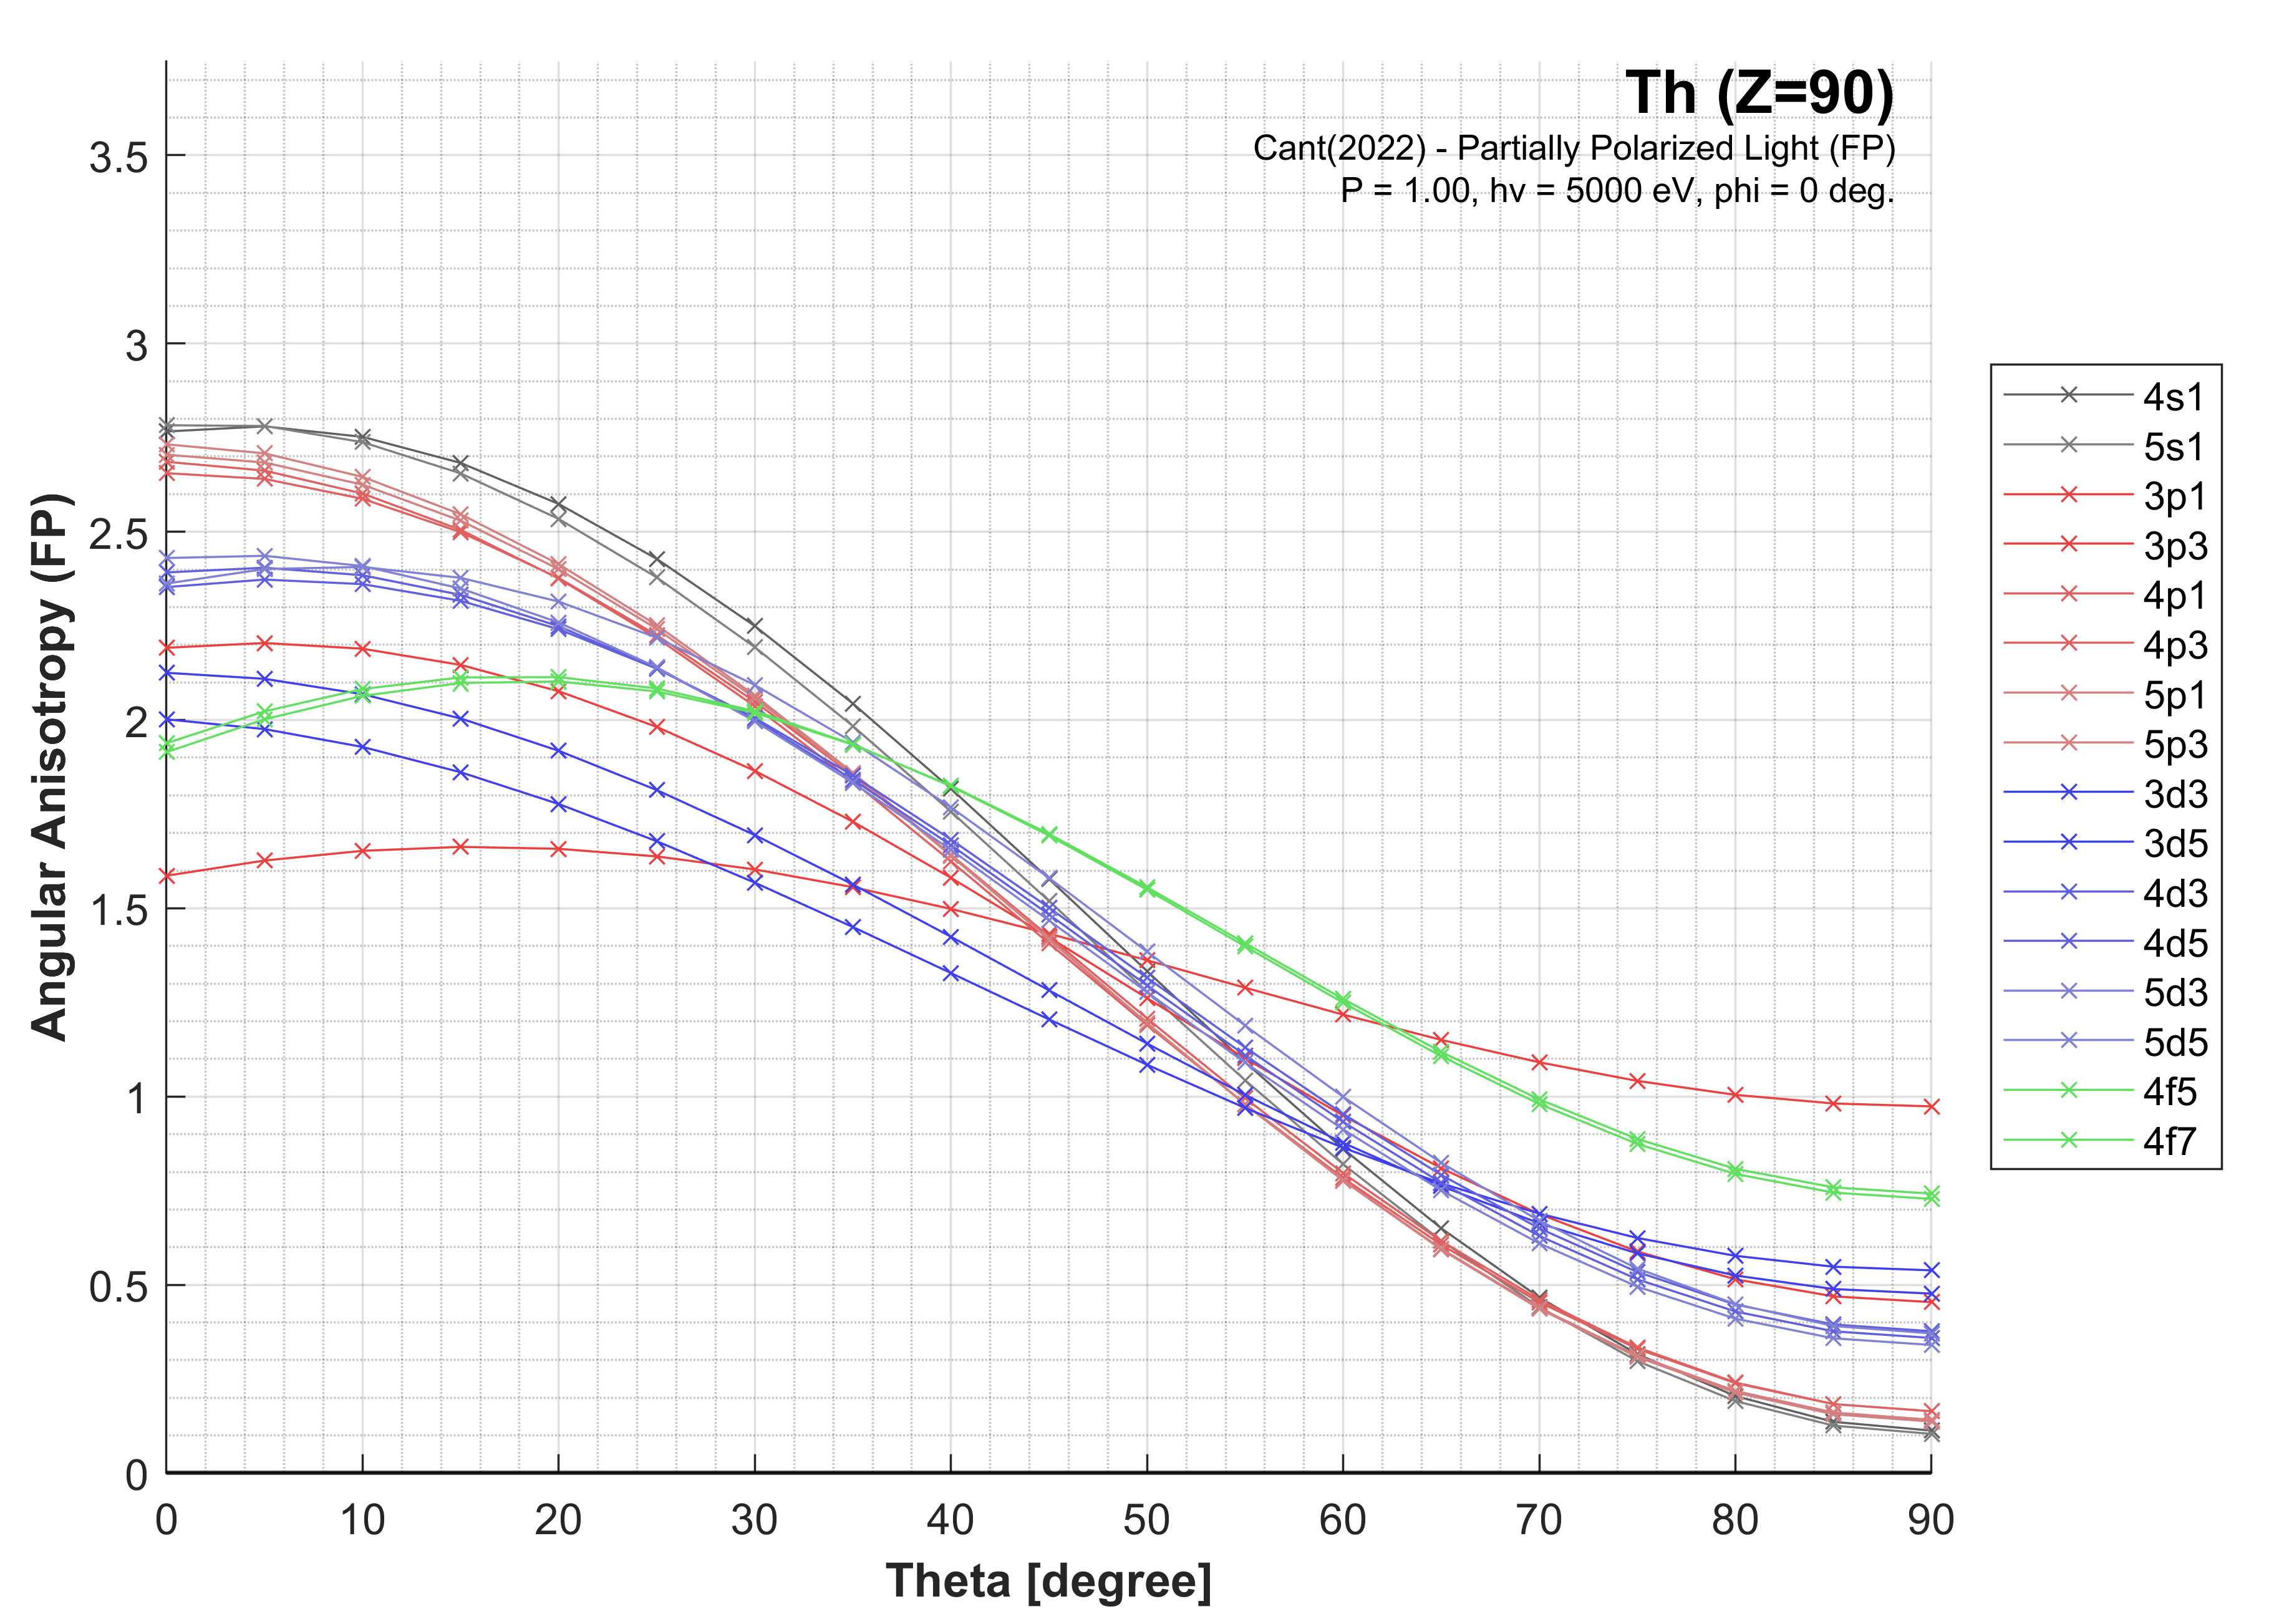 Th (Z=90)
Cant(2022) - Partially Polarized Light (FP)
P = 1.00, hv = 5000 eV, phi = 0 deg.
Angular Anisotropy (FP)
3.5
3
2.5
2
1.5
1
0.5
0
0 10 20 30 40 50 60 70 80 90
Theta [degree]
4s1
5s1
3p1
3p3
4p1
4p3
5p1
5p3
3d3
3d5
4d3
4d5
5d3
5d5
4f5
4f7